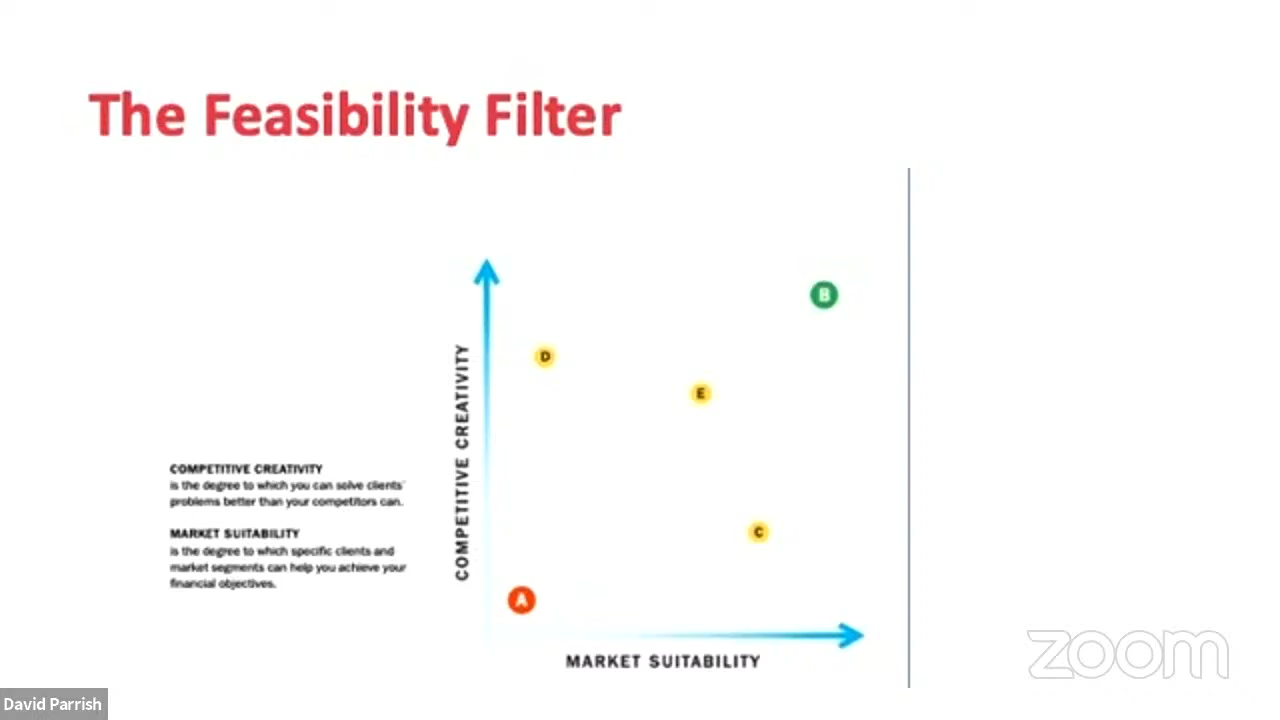 The Feasibility Filter
COMPETITIVE CREATIVITY
is the degree to which you can solve clients'
problems better than your competitors can.
MARKET SUITABILITY
is the degree to which specific clients and
market segments can help you achieve your
financial objectives.
COMPETITIVE CREATIVITY
B
D
E
C
A
MARKET SUITABILITY
zoom
David Parrish